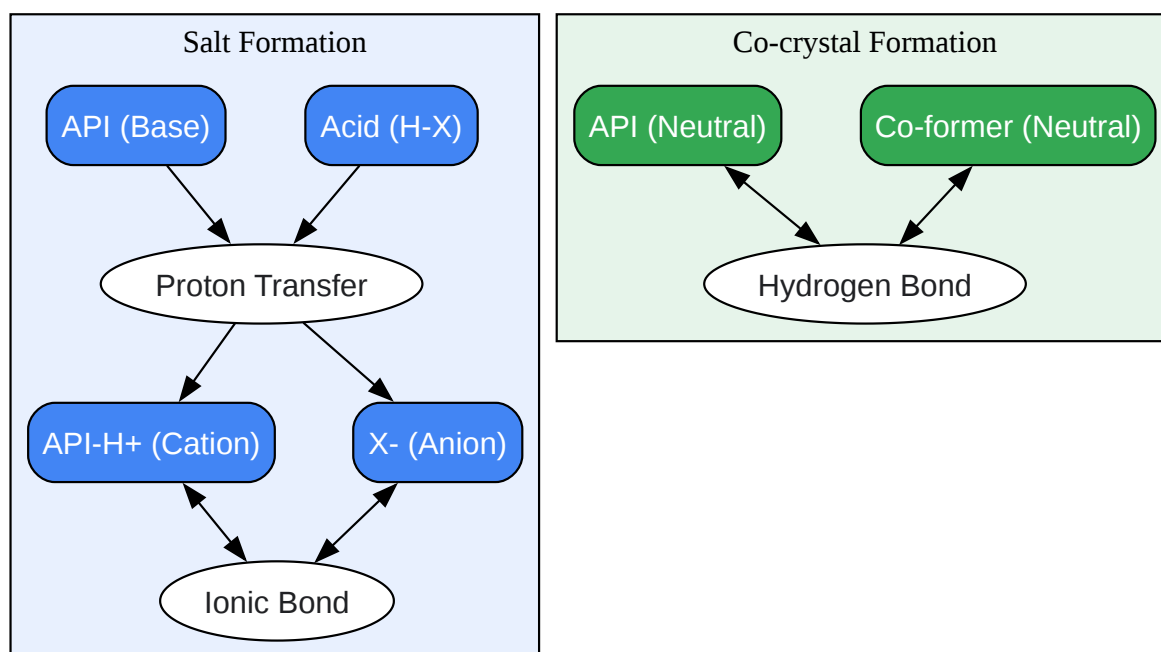 Salt Formation
API (Base)
Acid (H-X)
Proton Transfer
API-H+ (Cation)
X- (Anion)
Ionic Bond
Co-crystal Formation
API (Neutral)
Co-former (Neutral)
Hydrogen Bond